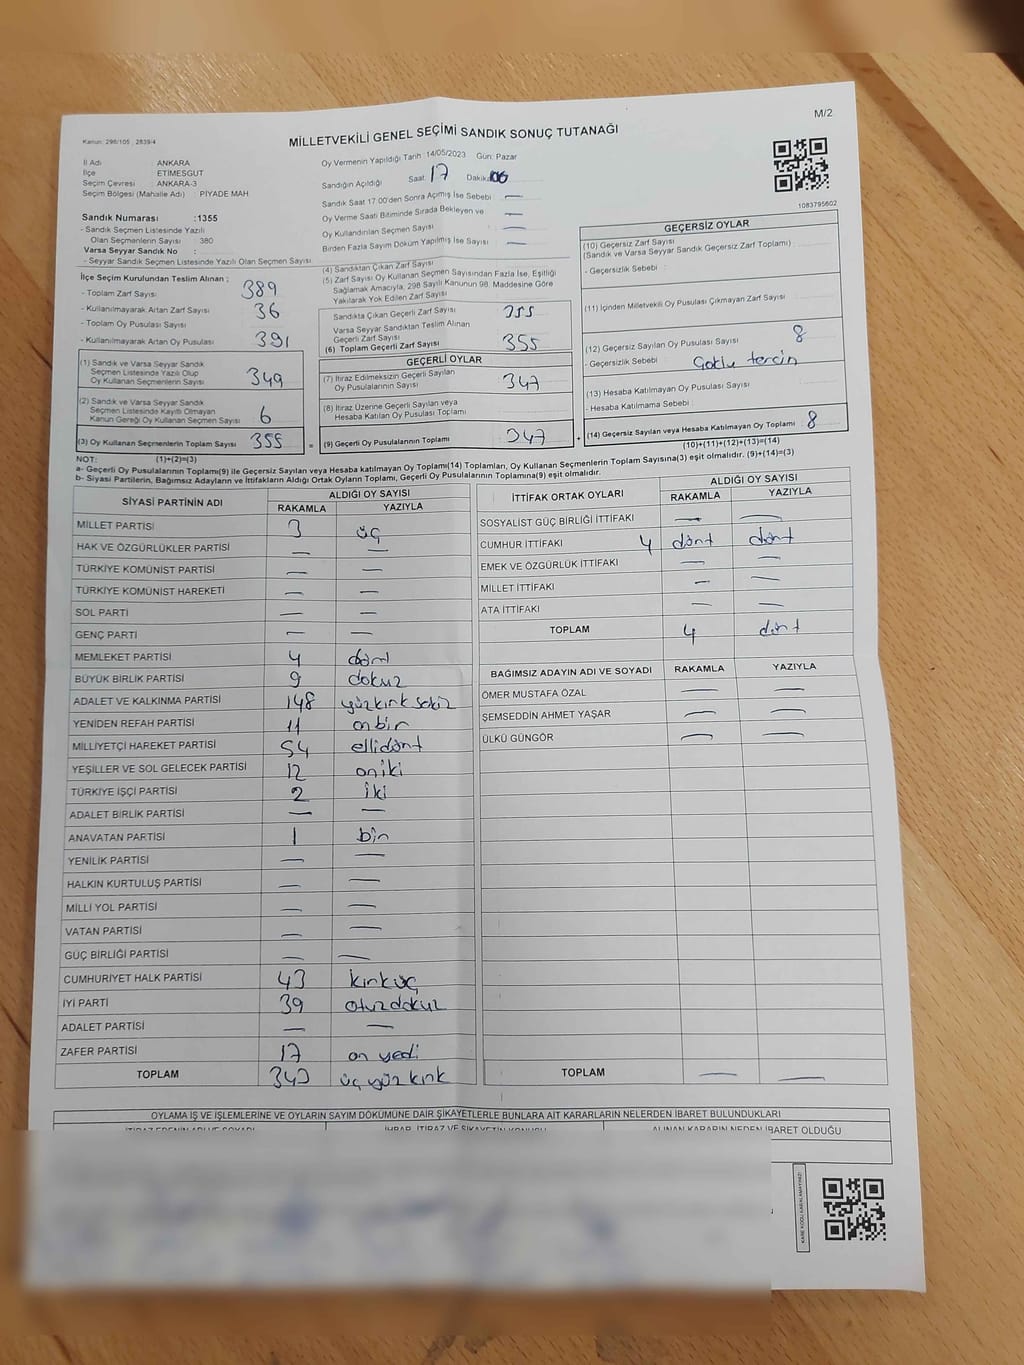 M/2
Kanun: 298/105 , 2839/4
MİLLETVEKİLİ GENEL SEÇİMİ SANDIK SONUÇ TUTANAĞI
İl Adı : ANKARA
İlçe : ETİMESGUT
Seçim Çevresi : ANKARA-3
Seçim Bölgesi (Mahalle Adı) : PİYADE MAH
Oy Vermenin Yapıldığı Tarih :14/05/2023 Gün: Pazar
Sandığın Açıldığı Saat: 17 Dakika:
Sandık Saat 17:00'den Sonra Açmış İse Sebebi : —
Oy Verme Saati Bitiminde Sırada Bekleyen ve
Oy Kullandırılan Seçmen Sayısı : —
Birden Fazla Sayım Döküm Yapılmış İse Sayısı : —
1083795602
Sandık Numarası :1355
- Sandık Seçmen Listesinde Yazılı
Olan Seçmenlerin Sayısı : 380
Varsa Seyyar Sandık No :
- Seyyar Sandık Seçmen Listesinde Yazılı Olan Seçmen Sayısı:
İlçe Seçim Kurulundan Teslim Alınan ;
- Toplam Zarf Sayısı : 389
- Kullanılmayarak Artan Zarf Sayısı : 36
- Toplam Oy Pusulası Sayısı :
- Kullanılmayarak Artan Oy Pusulası : 391
(1) Sandık ve Varsa Seyyar Sandık
Seçmen Listesinde Yazılı Olup
Oy Kullanan Seçmenlerin Sayısı : 349
(2) Sandık ve Varsa Seyyar Sandık
Seçmen Listesinde Kayıtlı Olmayan
Kanun Gereği Oy Kullanan Seçmen Sayısı : 6
(3) Oy Kullanan Seçmenlerin Toplam Sayısı : 355
(4) Sandıktan Çıkan Zarf Sayısı :
(5) Zarf Sayısı Oy Kullanan Seçmen Sayısından Fazla İse, Eşitliği
Sağlamak Amacıyla, 298 Sayılı Kanunun 98. Maddesine Göre
Yakılarak Yok Edilen Zarf Sayısı :
Sandıkta Çıkan Geçerli Zarf Sayısı : 355
Varsa Seyyar Sandıktan Teslim Alınan
Geçerli Zarf Sayısı :
(6) Toplam Geçerli Zarf Sayısı : 355
GEÇERLİ OYLAR
(7) İtiraz Edilmeksizin Geçerli Sayılan
Oy Pusulalarının Sayısı : 347
(8) İtiraz Üzerine Geçerli Sayılan veya
Hesaba Katılan Oy Pusulası Toplamı :
= (9) Geçerli Oy Pusulalarının Toplamı : 347 +
GEÇERSİZ OYLAR
(10) Geçersiz Zarf Sayısı
(Sandık ve Varsa Seyyar Sandık Geçersiz Zarf Toplamı) :
- Geçersizlik Sebebi :
(11) İçinden Milletvekili Oy Pusulası Çıkmayan Zarf Sayısı :
(12) Geçersiz Sayılan Oy Pusulası Sayısı : 8
- Geçersizlik Sebebi : Çoklu tercih
(13) Hesaba Katılmayan Oy Pusulası Sayısı :
- Hesaba Katılmama Sebebi :
(14) Geçersiz Sayılan veya Hesaba Katılmayan Oy Toplamı : 8
(10)+(11)+(12)+(13)=(14)
NOT: (1)+(2)=(3)
a- Geçerli Oy Pusulalarının Toplamı(9) ile Geçersiz Sayılan veya Hesaba katılmayan Oy Toplamı(14) Toplamları, Oy Kullanan Seçmenlerin Toplam Sayısına(3) eşit olmalıdır. (9)+(14)=(3)
b- Siyasi Partilerin, Bağımsız Adayların ve İttifakların Aldığı Ortak Oyların Toplamı, Geçerli Oy Pusulalarının Toplamına(9) eşit olmalıdır.
SİYASİ PARTİNİN ADI ALDIĞI OY SAYISI
RAKAMLA YAZIYLA
MİLLET PARTİSİ 3 üç
HAK VE ÖZGÜRLÜKLER PARTİSİ — —
TÜRKİYE KOMÜNİST PARTİSİ — —
TÜRKİYE KOMÜNİST HAREKETİ — —
SOL PARTİ — —
GENÇ PARTİ — —
MEMLEKET PARTİSİ 4 dört
BÜYÜK BİRLİK PARTİSİ 9 dokuz
ADALET VE KALKINMA PARTİSİ 148 yüzkırk sekiz
YENİDEN REFAH PARTİSİ 11 onbir
MİLLİYETÇİ HAREKET PARTİSİ 54 ellidört
YEŞİLLER VE SOL GELECEK PARTİSİ 12 oniki
TÜRKİYE İŞÇİ PARTİSİ 2 iki
ADALET BİRLİK PARTİSİ — —
ANAVATAN PARTİSİ 1 bir
YENİLİK PARTİSİ — —
HALKIN KURTULUŞ PARTİSİ — —
MİLLİ YOL PARTİSİ — —
VATAN PARTİSİ — —
GÜÇ BİRLİĞİ PARTİSİ —
CUMHURİYET HALK PARTİSİ 43 kırküç
İYİ PARTİ 39 otuzdokuz
ADALET PARTİSİ — —
ZAFER PARTİSİ 17 on yedi
TOPLAM 343 üç yüz kırk
İTTİFAK ORTAK OYLARI ALDIĞI OY SAYISI
RAKAMLA YAZIYLA
SOSYALİST GÜÇ BİRLİĞİ İTTİFAKI — —
CUMHUR İTTİFAKI 4 dört dört
EMEK VE ÖZGÜRLÜK İTTİFAKI — —
MİLLET İTTİFAKI — —
ATA İTTİFAKI — —
TOPLAM 4 dört
BAĞIMSIZ ADAYIN ADI VE SOYADI RAKAMLA YAZIYLA
ÖMER MUSTAFA ÖZAL — —
ŞEMSEDDİN AHMET YAŞAR — —
ÜLKÜ GÜNGÖR — —
TOPLAM — —
OYLAMA İŞ VE İŞLEMLERİNE VE OYLARIN SAYIM DÖKÜMÜNE DAİR ŞİKAYETLERLE BUNLARA AİT KARARLARIN NELERDEN İBARET BULUNDUKLARI
İTİRAZ EDENİN ADI VE SOYADI İHBAR, İTİRAZ VE ŞİKAYETİN KONUSU ALINAN KARARIN NEDEN İBARET OLDUĞU